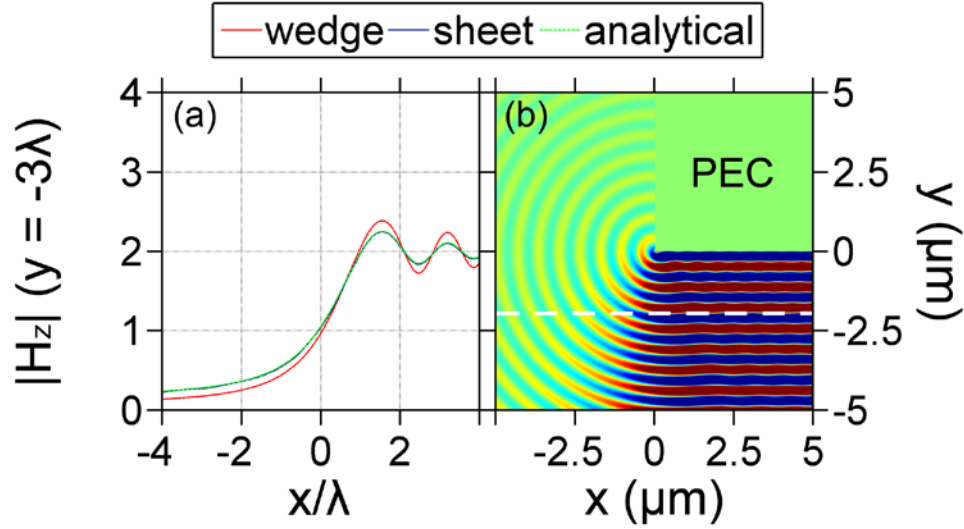 wedge sheet analytical
(a)
(b)
PEC
|Hz| (y = -3λ)
4
3
2
1
0
-4 -2 0 2
x/λ
5
2.5
0
-2.5
-5
y (μm)
-2.5 0 2.5 5
x (μm)